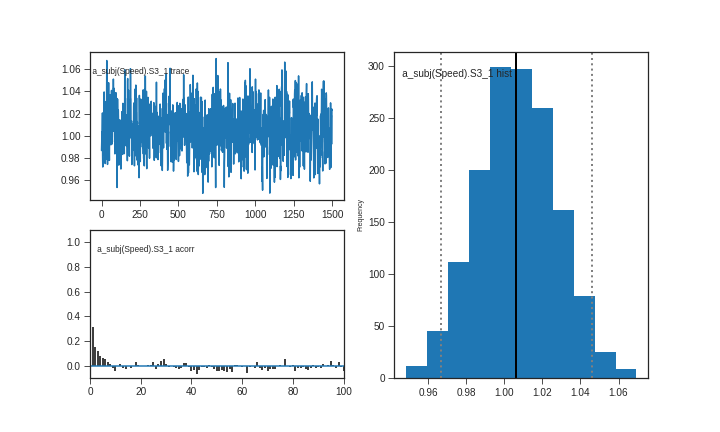 a_subj(Speed).S3_1 trace
1.06
1.04
1.02
1.00
0.98
0.96
0 250 500 750 1000 1250 1500
a_subj(Speed).S3_1 acorr
1.0
0.8
0.6
0.4
0.2
0.0
0 20 40 60 80 100
a_subj(Speed).S3_1 hist
Frequency
300
250
200
150
100
50
0
0.96 0.98 1.00 1.02 1.04 1.06